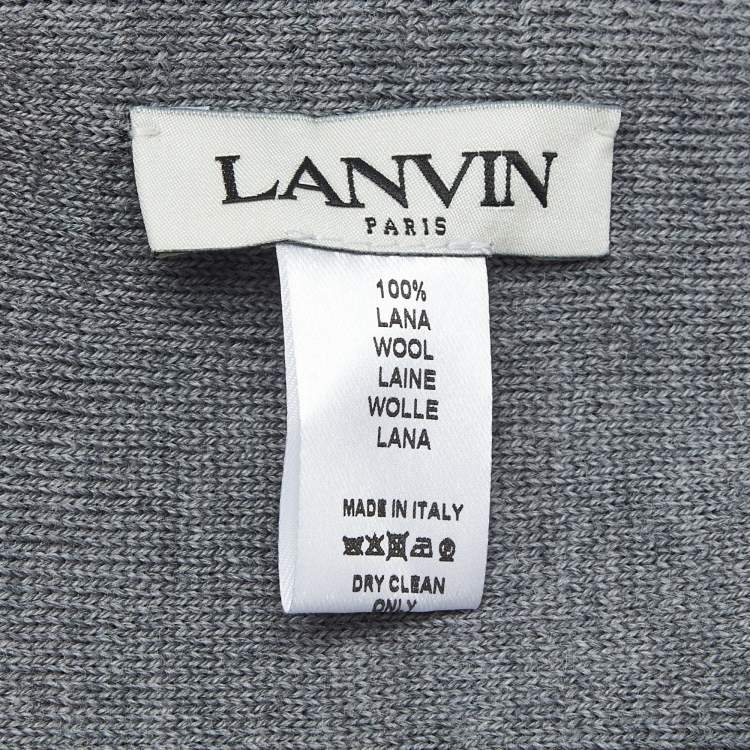 LANVIN
PARIS
100%
LANA
WOOL
LAINE
WOLLE
LANA
MADE IN ITALY
DRY CLEAN
ONLY